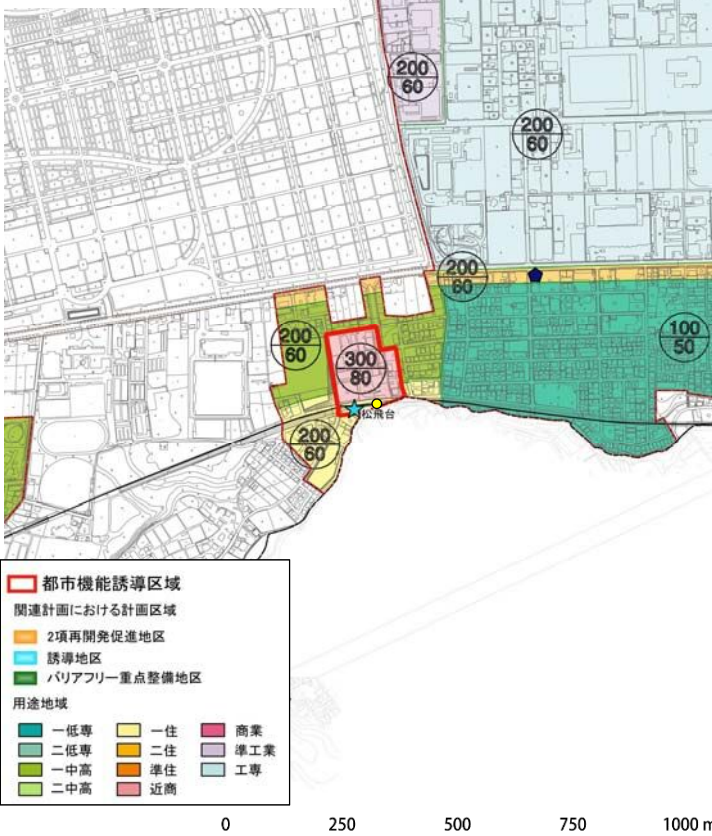 200
60
200
60
200
60
200
60
300
80
100
50
松飛台
200
60
都市機能誘導区域
関連計画における計画区域
2項再開発促進地区
誘導地区
バリアフリー重点整備地区
用途地域
一低専 一住 商業
二低専 二住 準工業
一中高 準住 工専
二中高 近商
0 250 500 750 1000 m